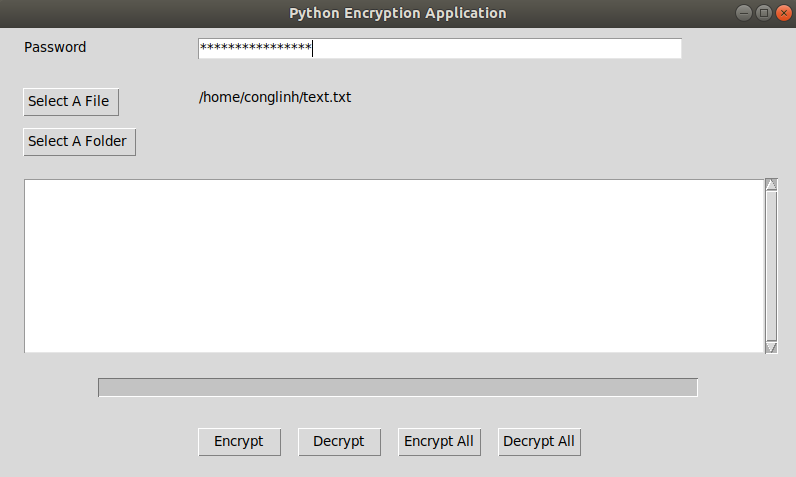 Python Encryption Application
Password ****************
Select A File /home/conglinh/text.txt
Select A Folder
Encrypt Decrypt Encrypt All Decrypt All